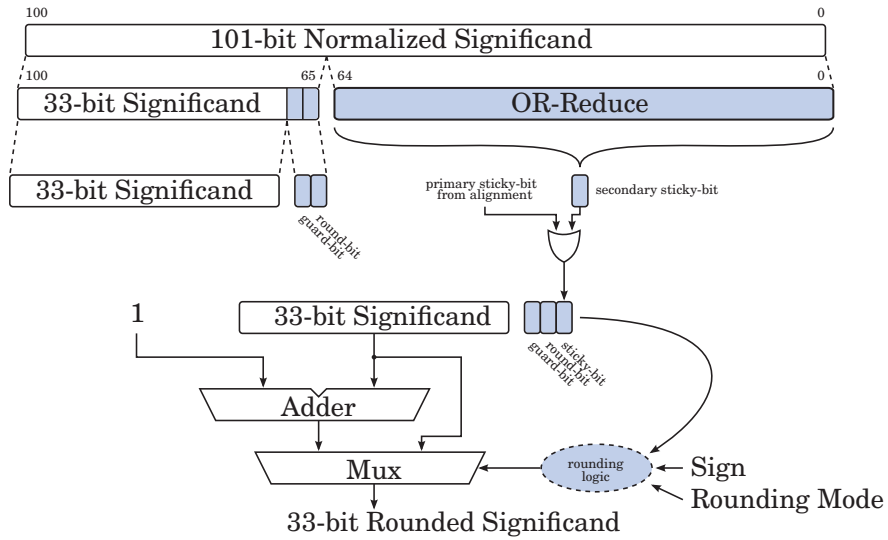 100 0
101-bit Normalized Significand
100 65 64 0
33-bit Significand
OR-Reduce
33-bit Significand
primary sticky-bit
from alignment
secondary sticky-bit
round-bit
guard-bit
1
33-bit Significand
sticky-bit
round-bit
guard-bit
Adder
Mux
rounding
logic
Sign
Rounding Mode
33-bit Rounded Significand